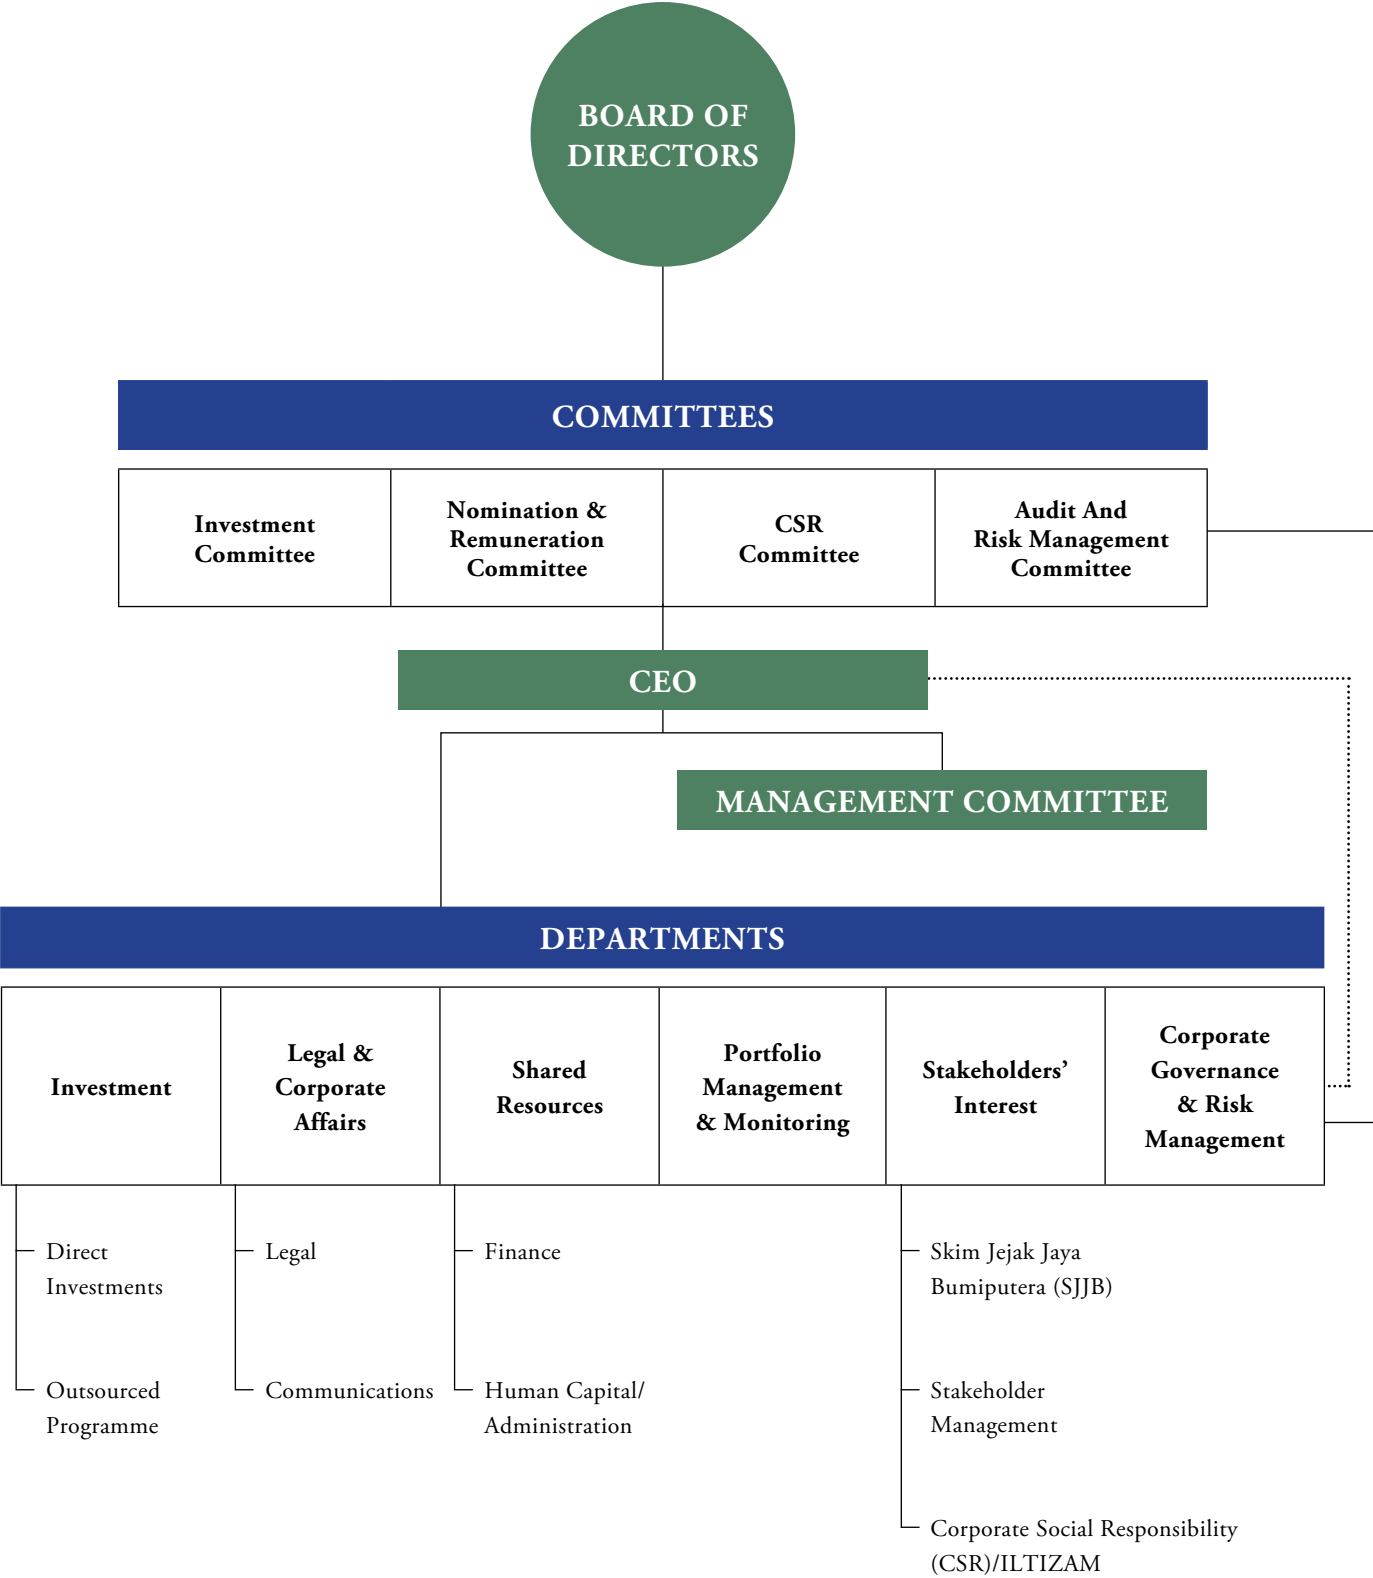 BOARD OF
DIRECTORS
COMMITTEES
Investment
Committee
Nomination &
Remuneration
Committee
CSR
Committee
Audit And
Risk Management
Committee
CEO
MANAGEMENT COMMITTEE
DEPARTMENTS
Investment
Legal &
Corporate
Affairs
Shared
Resources
Portfolio
Management
& Monitoring
Stakeholders’
Interest
Corporate
Governance
& Risk
Management
Direct
Investments
Outsourced
Programme
Legal
Communications
Finance
Human Capital/
Administration
Skim Jejak Jaya
Bumiputera (SJJB)
Stakeholder
Management
Corporate Social Responsibility
(CSR)/ILTIZAM